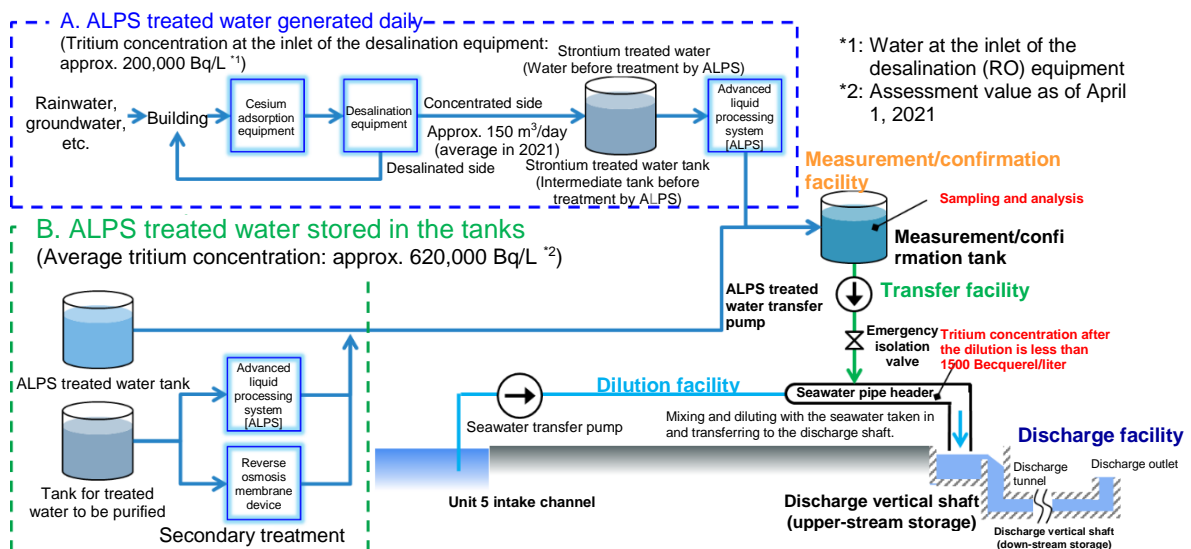 A. ALPS treated water generated daily
(Tritium concentration at the inlet of the desalination equipment:
approx. 200,000 Bq/L *1)
Rainwater,
groundwater,
etc.
Building
Cesium
adsorption
equipment
Desalination
equipment
Concentrated side
Approx. 150 m3/day
(average in 2021)
Desalinated side
Strontium treated water
(Water before treatment by ALPS)
Strontium treated water tank
(Intermediate tank before
treatment by ALPS)
Advanced
liquid
processing
system
[ALPS]
*1: Water at the inlet of the
desalination (RO) equipment
*2: Assessment value as of April
1, 2021
Measurement/confirmation
facility
Sampling and analysis
Measurement/confi
rmation tank
B. ALPS treated water stored in the tanks
(Average tritium concentration: approx. 620,000 Bq/L *2)
ALPS treated water tank
Tank for treated
water to be purified
Advanced
liquid
processing
system
[ALPS]
Reverse
osmosis
membrane
device
Secondary treatment
ALPS treated
water transfer
pump
Transfer facility
Emergency
isolation
valve
Tritium concentration after
the dilution is less than
1500 Becquerel/liter
Dilution facility
Seawater pipe header
Seawater transfer pump
Mixing and diluting with the seawater taken in
and transferring to the discharge shaft.
Unit 5 intake channel
Discharge facility
Discharge
tunnel
Discharge outlet
Discharge vertical shaft
(upper-stream storage)
Discharge vertical shaft
(down-stream storage)